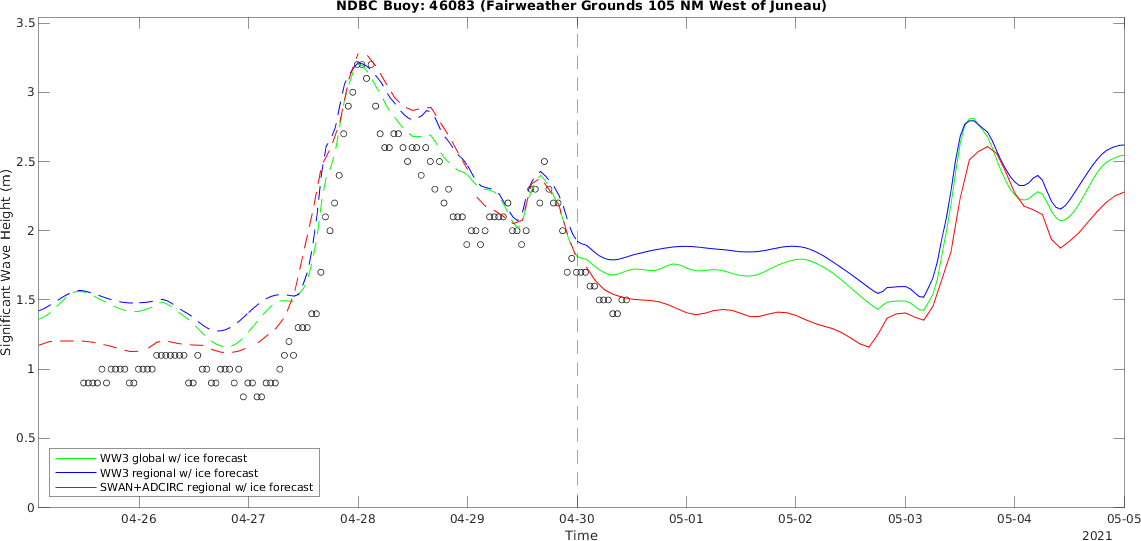 NDBC Buoy: 46083 (Fairweather Grounds 105 NM West of Juneau)
3.5
3
2.5
2
1.5
1
0.5
0
Significant Wave Height (m)
WW3 global w/ ice forecast
WW3 regional w/ ice forecast
SWAN+ADCIRC regional w/ ice forecast
04-26 04-27 04-28 04-29 04-30 05-01 05-02 05-03 05-04 05-05
Time
2021